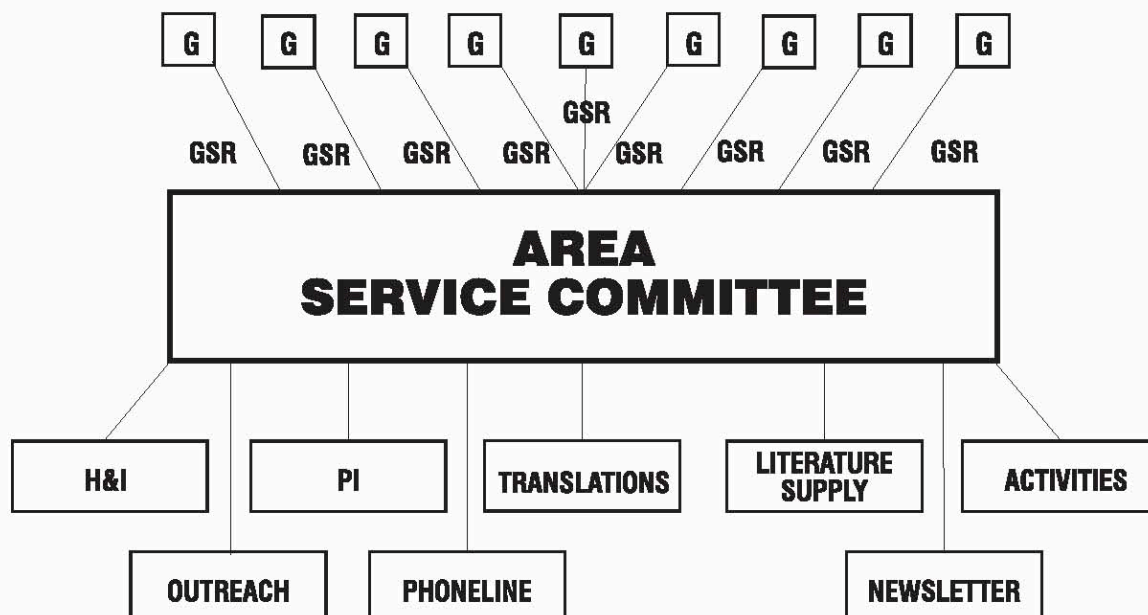 G G G G G G G G G
GSR
GSR GSR GSR GSR GSR GSR GSR GSR
AREA
SERVICE COMMITTEE
H&I PI TRANSLATIONS LITERATURE SUPPLY ACTIVITIES
OUTREACH PHONELINE NEWSLETTER